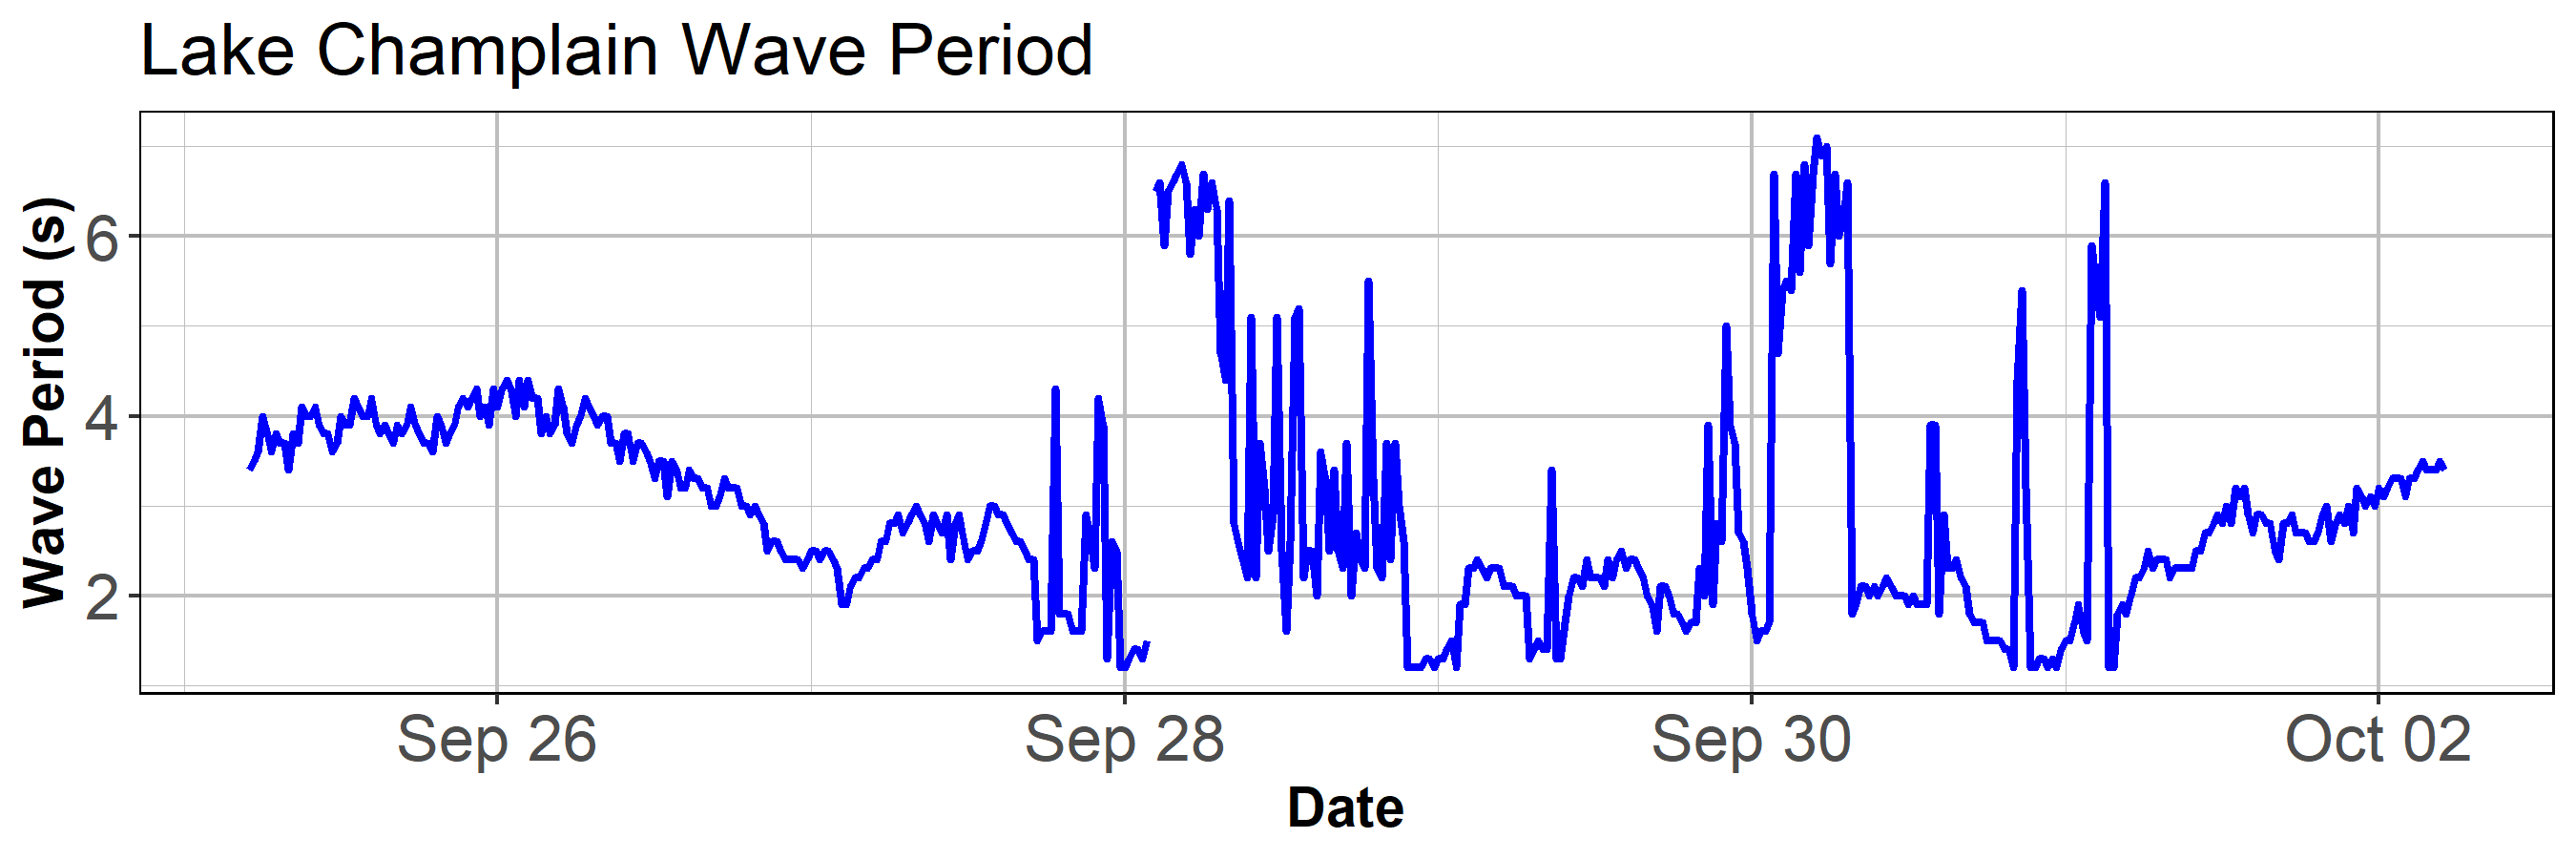 Lake Champlain Wave Period
Wave Period (s)
6
4
2
Sep 26
Sep 28
Sep 30
Oct 02
Date